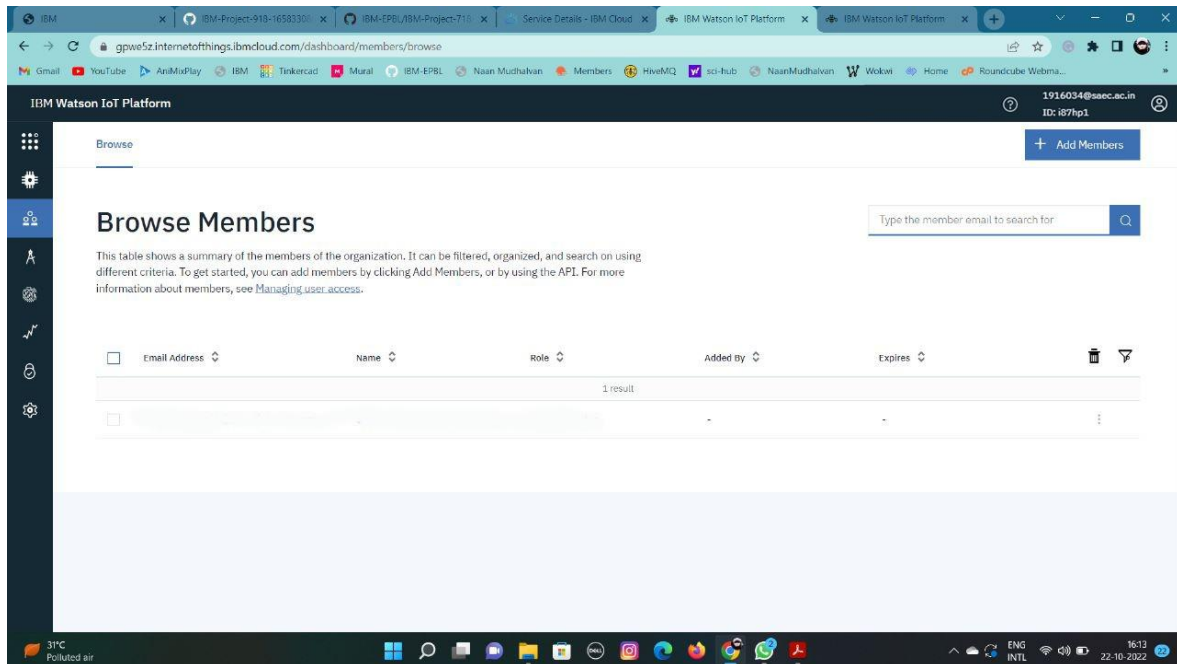 IBM
IBM-Project-918-1658330
IBM-EPBL/IBM-Project-718
Service Details - IBM Cloud
IBM Watson IoT Platform
IBM Watson IoT Platform
gpwe5z.internetofthings.ibmcloud.com/dashboard/members/browse
Gmail YouTube AniMixPlay IBM Tinkercad Mural IBM-EPBL Naan Mudhalvan Members HiveMQ sci-hub NaanMudhalvan Wokwi Home Roundcube Webma...
IBM Watson IoT Platform
1916034@saec.ac.in
ID: i87hp1
Browse
+ Add Members
Browse Members
Type the member email to search for
This table shows a summary of the members of the organization. It can be filtered, organized, and search on using
different criteria. To get started, you can add members by clicking Add Members, or by using the API. For more
information about members, see Managing user access.
Email Address Name Role Added By Expires
1 result
- -
31°C
Polluted air
ENG
INTL
16:13
22-10-2022
22